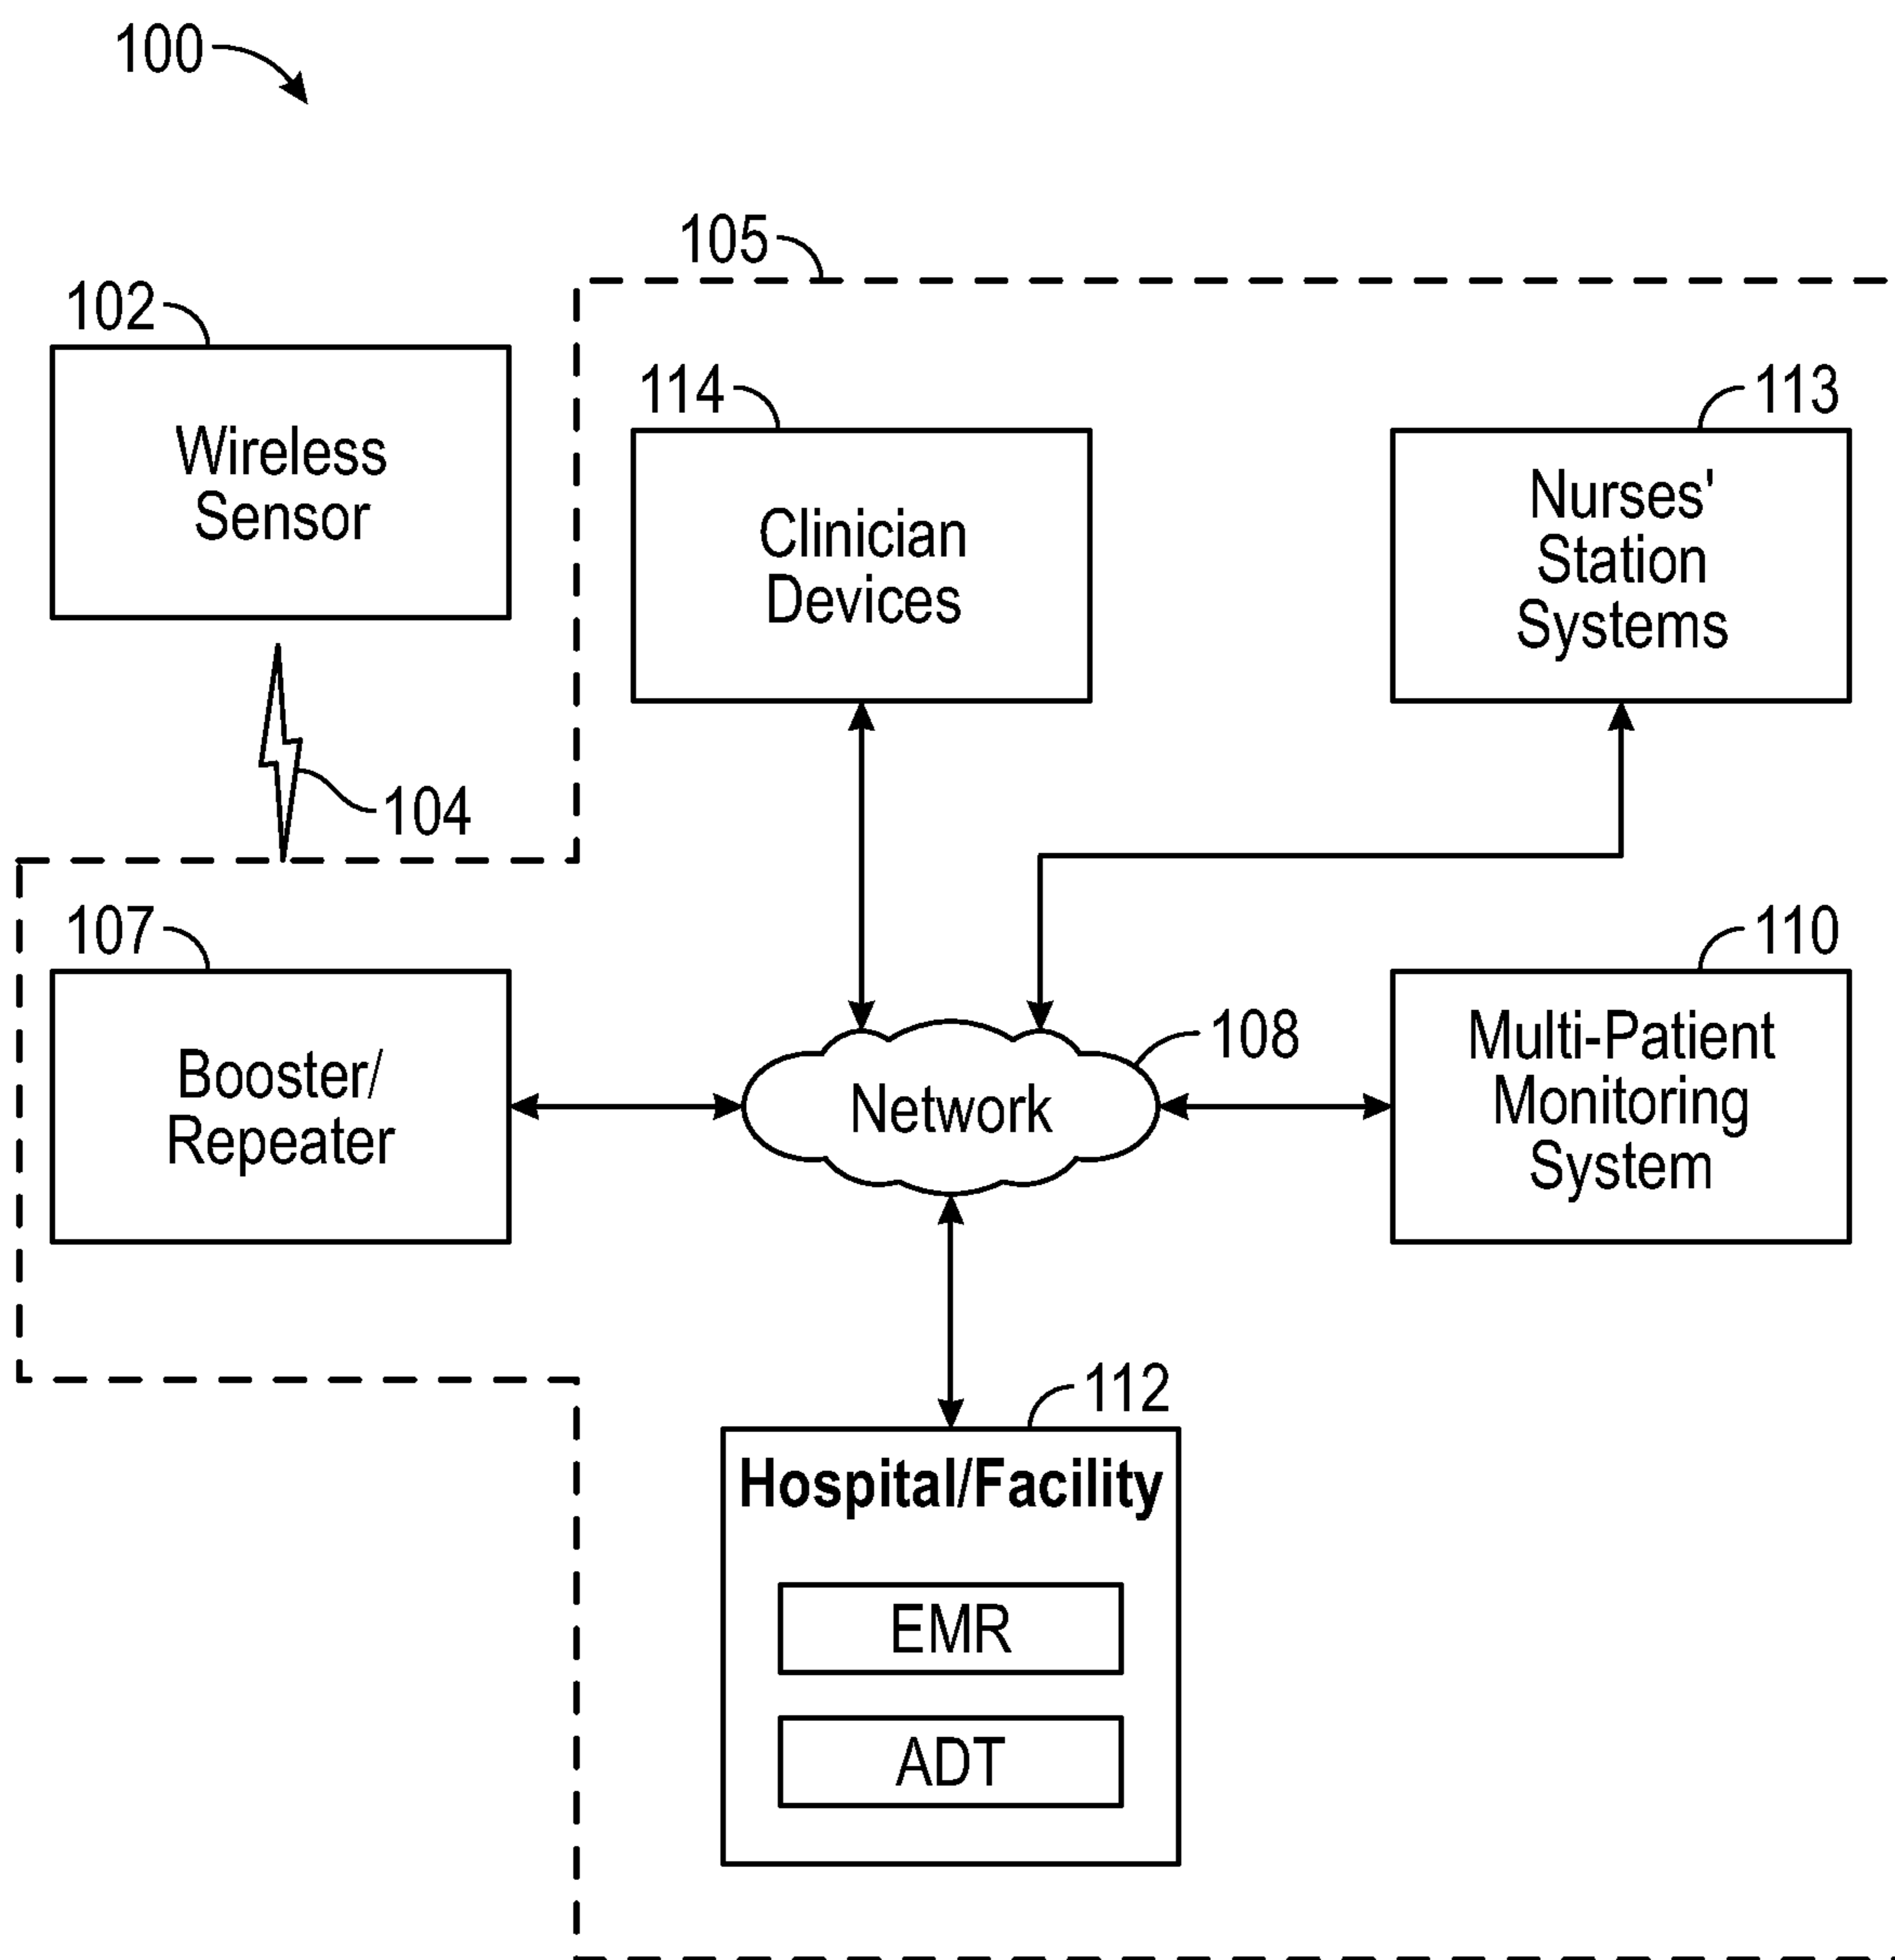 100
105
102
Wireless
Sensor
114
Clinician
Devices
113
Nurses'
Station
Systems
104
107
Booster/
Repeater
108
Network
110
Multi-Patient
Monitoring
System
112
Hospital/Facility
EMR
ADT